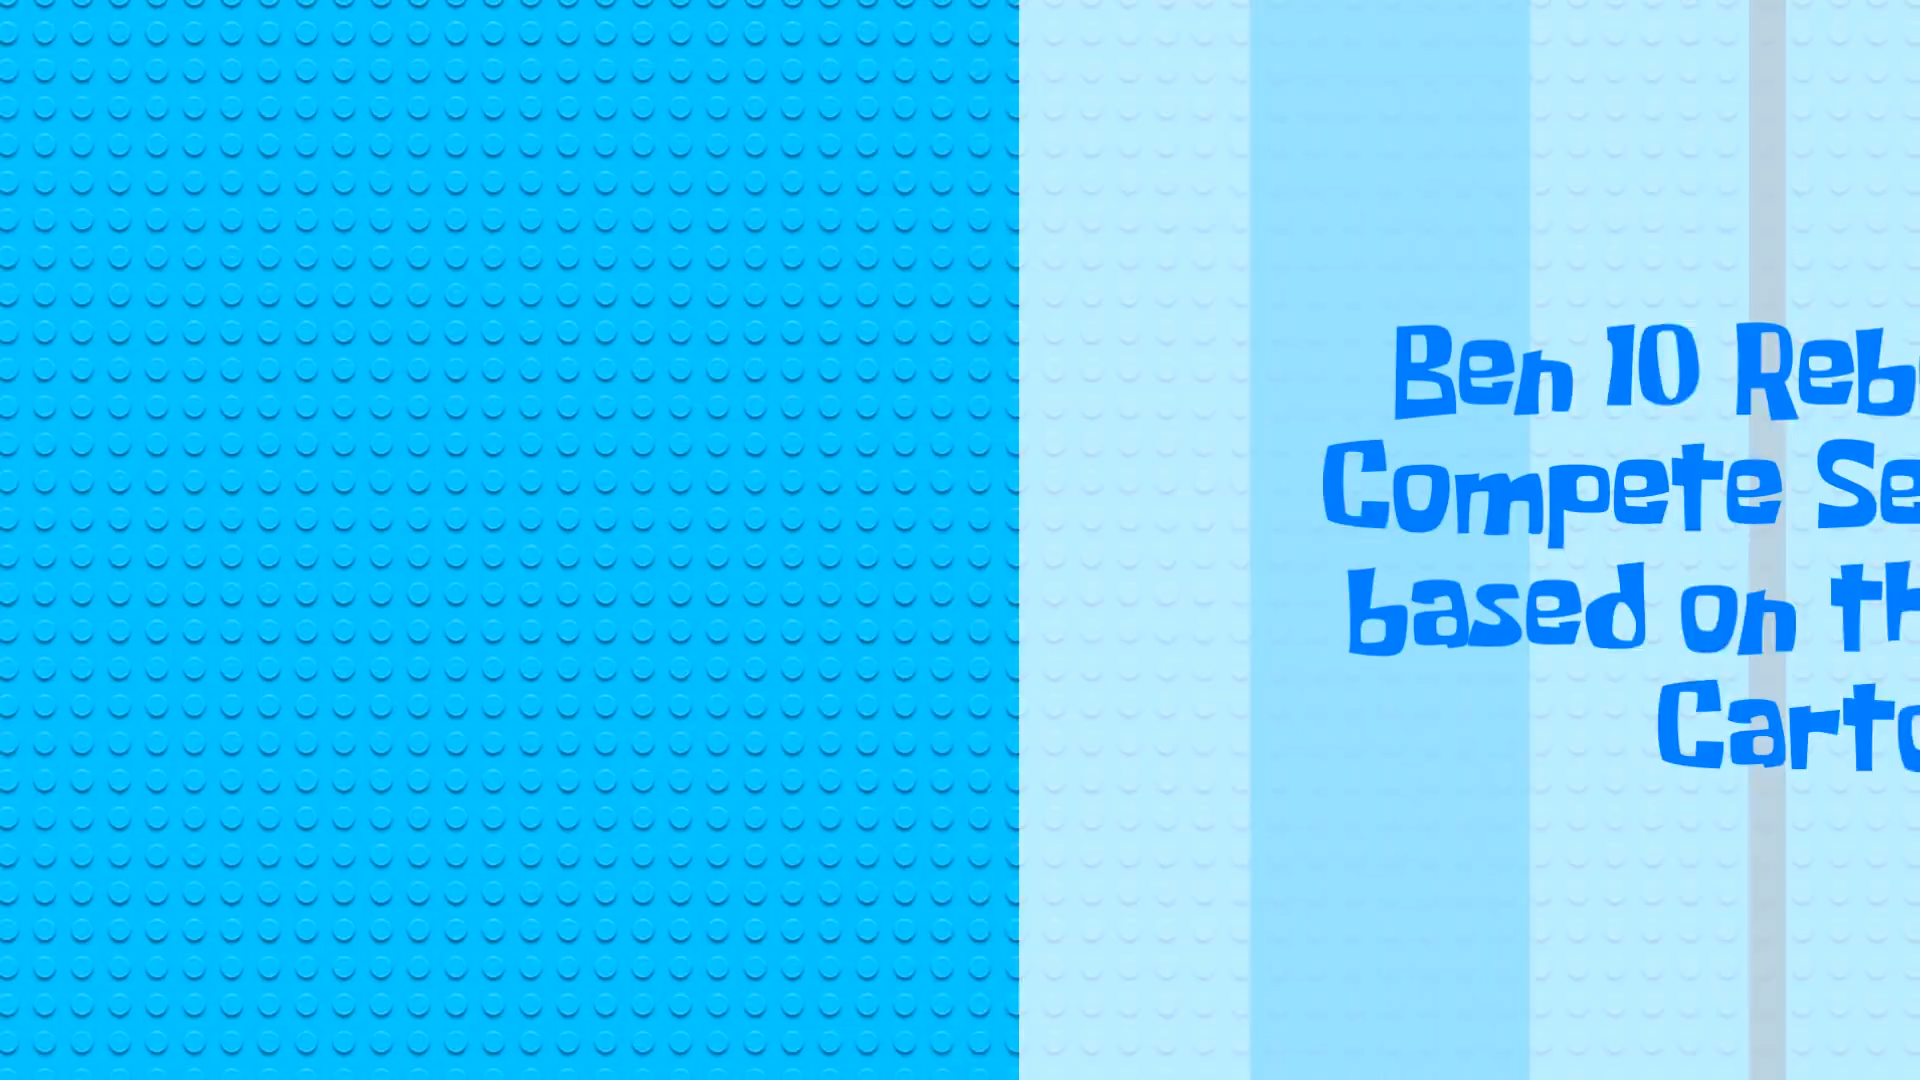 Ben 10 Reb
Compete Se
based on th
Carto